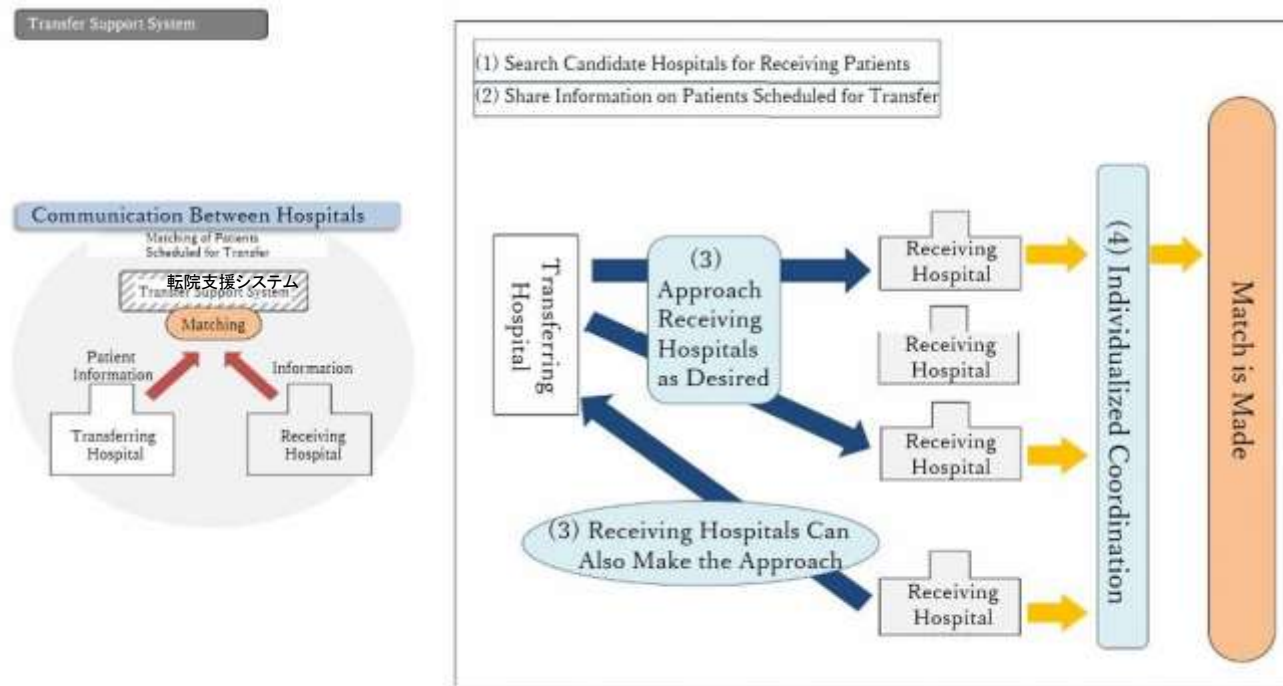 Transfer Support System
Communication Between Hospitals
Matching of Patients
Scheduled for Transfer
転院支援システム
Transfer Support System
Matching
Patient
Information
Information
Transferring
Hospital
Receiving
Hospital
(1) Search Candidate Hospitals for Receiving Patients
(2) Share Information on Patients Scheduled for Transfer
Transferring
Hospital
(3)
Approach
Receiving
Hospitals
as Desired
(3) Receiving Hospitals Can
Also Make the Approach
Receiving
Hospital
Receiving
Hospital
Receiving
Hospital
Receiving
Hospital
(4) Individualized Coordination
Match is Made